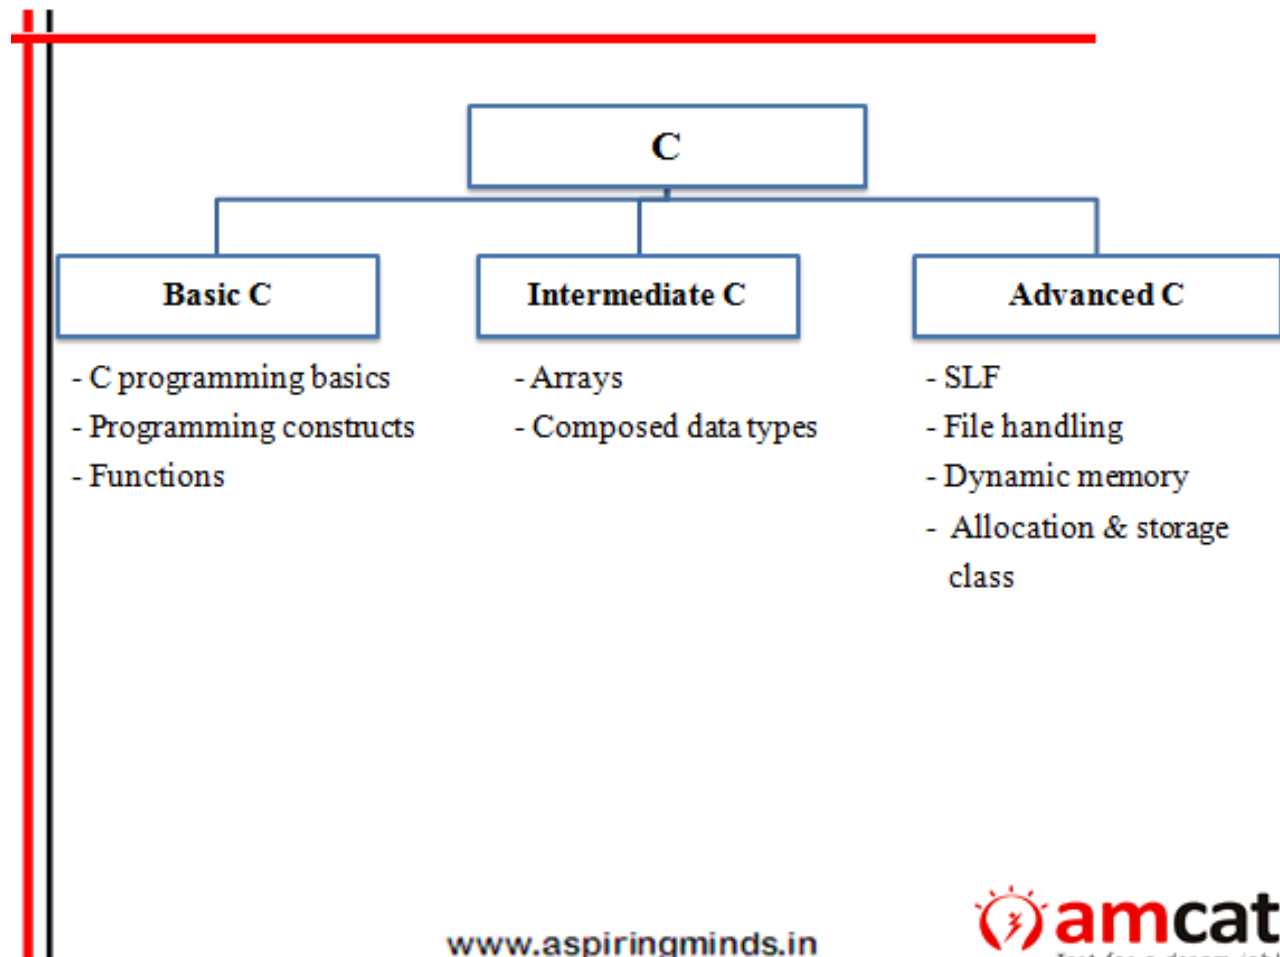 C
Basic C
- C programming basics
- Programming constructs
- Functions
Intermediate C
- Arrays
- Composed data types
Advanced C
- SLF
- File handling
- Dynamic memory
- Allocation & storage
class
www.aspiringminds.in
amcat